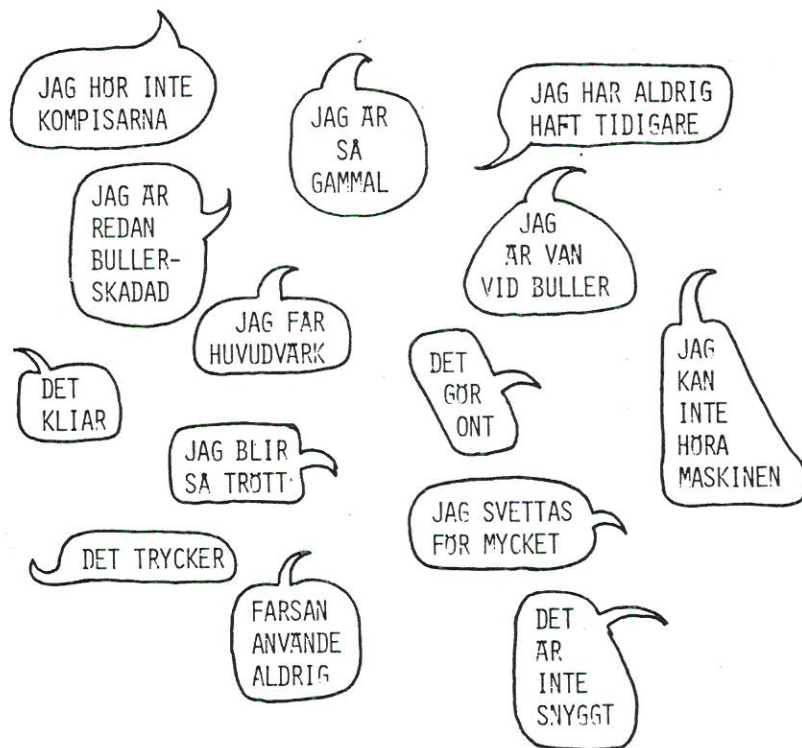 JAG HÖR INTE
KOMPISARNA
JAG ÄR
SÅ
GAMMAL
JAG HAR ALDRIG
HAFT TIDIGARE
JAG ÄR
REDAN
BULLER-
SKADAD
JAG
ÄR VAN
VID BULLER
JAG FÅR
HUVUDVÄRK
DET
GÖR
ONT
JAG
KAN
INTE
HÖRA
MASKINEN
DET
KLIAR
JAG BLIR
SÅ TRÖTT
JAG SVETTAS
FÖR MYCKET
DET TRYCKER
FARSAN
ANVÄNDE
ALDRIG
DET
ÄR
INTE
SNYGGT